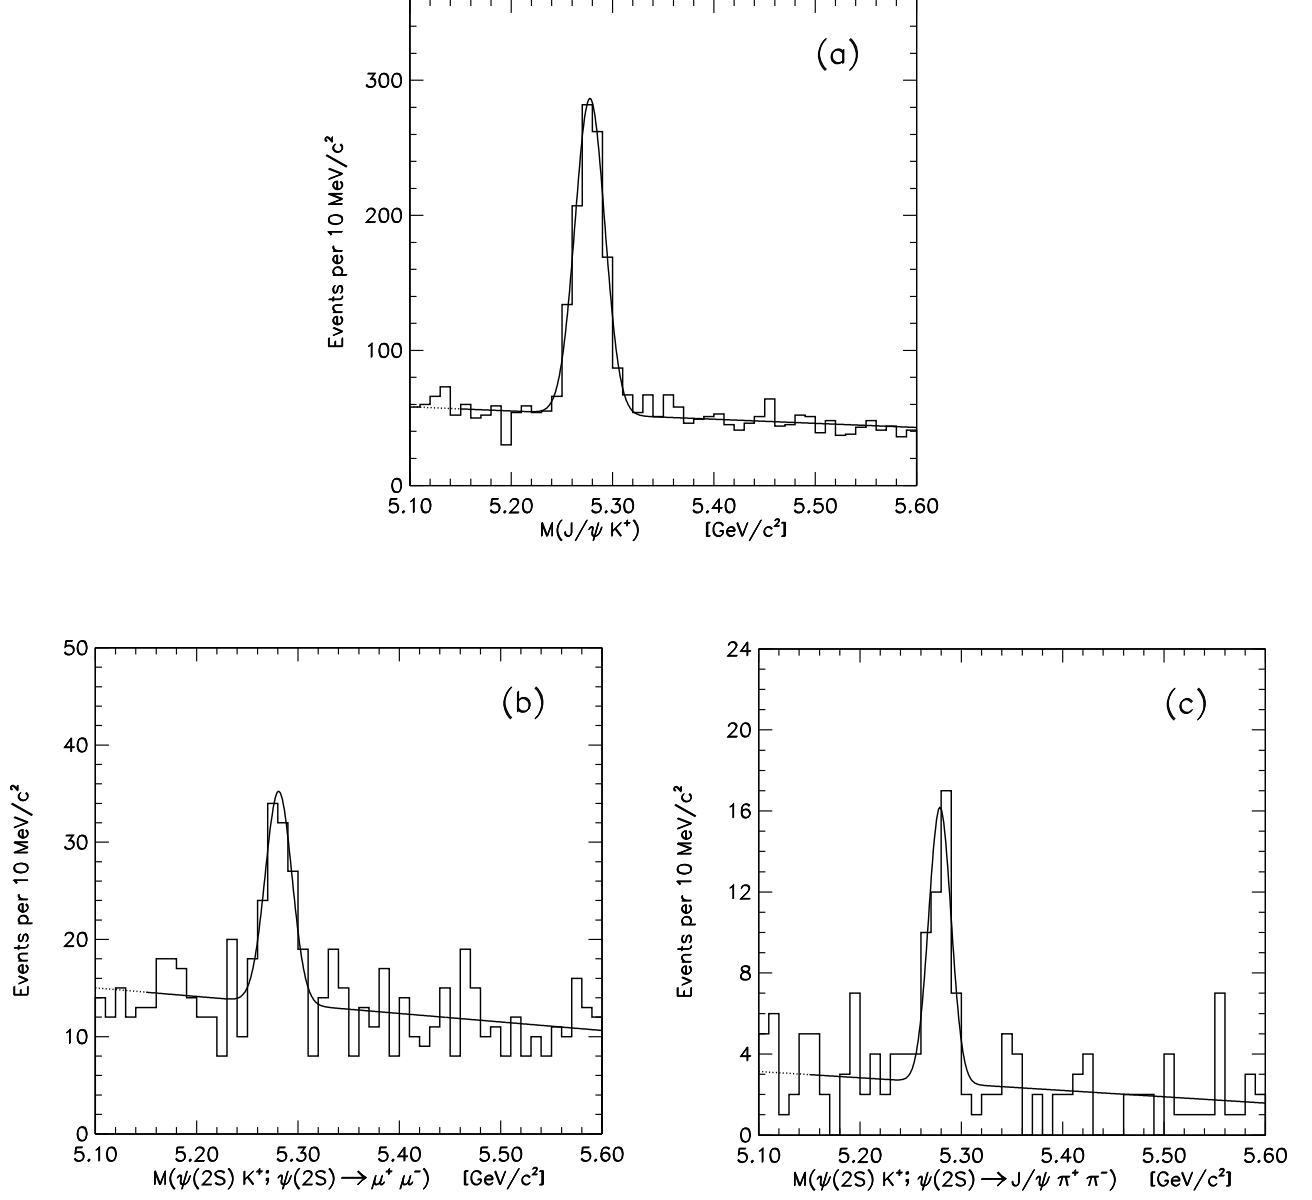 (a)
300
200
100
0
Events per 10 MeV/c²
5.10 5.20 5.30 5.40 5.50 5.60
M(J/ψ K⁺) [GeV/c²]
50
40
30
20
10
0
(b)
Events per 10 MeV/c²
5.10 5.20 5.30 5.40 5.50 5.60
M(ψ(2S) K⁺; ψ(2S)→μ⁺ μ⁻) [GeV/c²]
24
20
16
12
8
4
0
(c)
Events per 10 MeV/c²
5.10 5.20 5.30 5.40 5.50 5.60
M(ψ(2S) K⁺; ψ(2S)→J/ψ π⁺ π⁻) [GeV/c²]